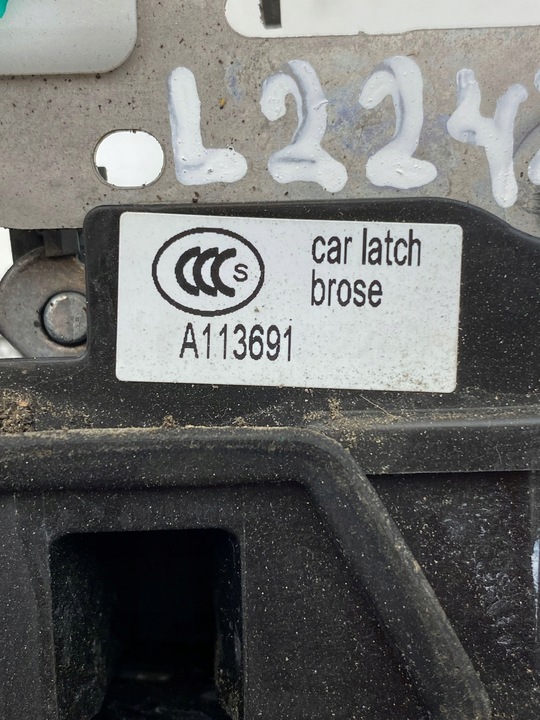 L224
CCC S
car latch
brose
A113691